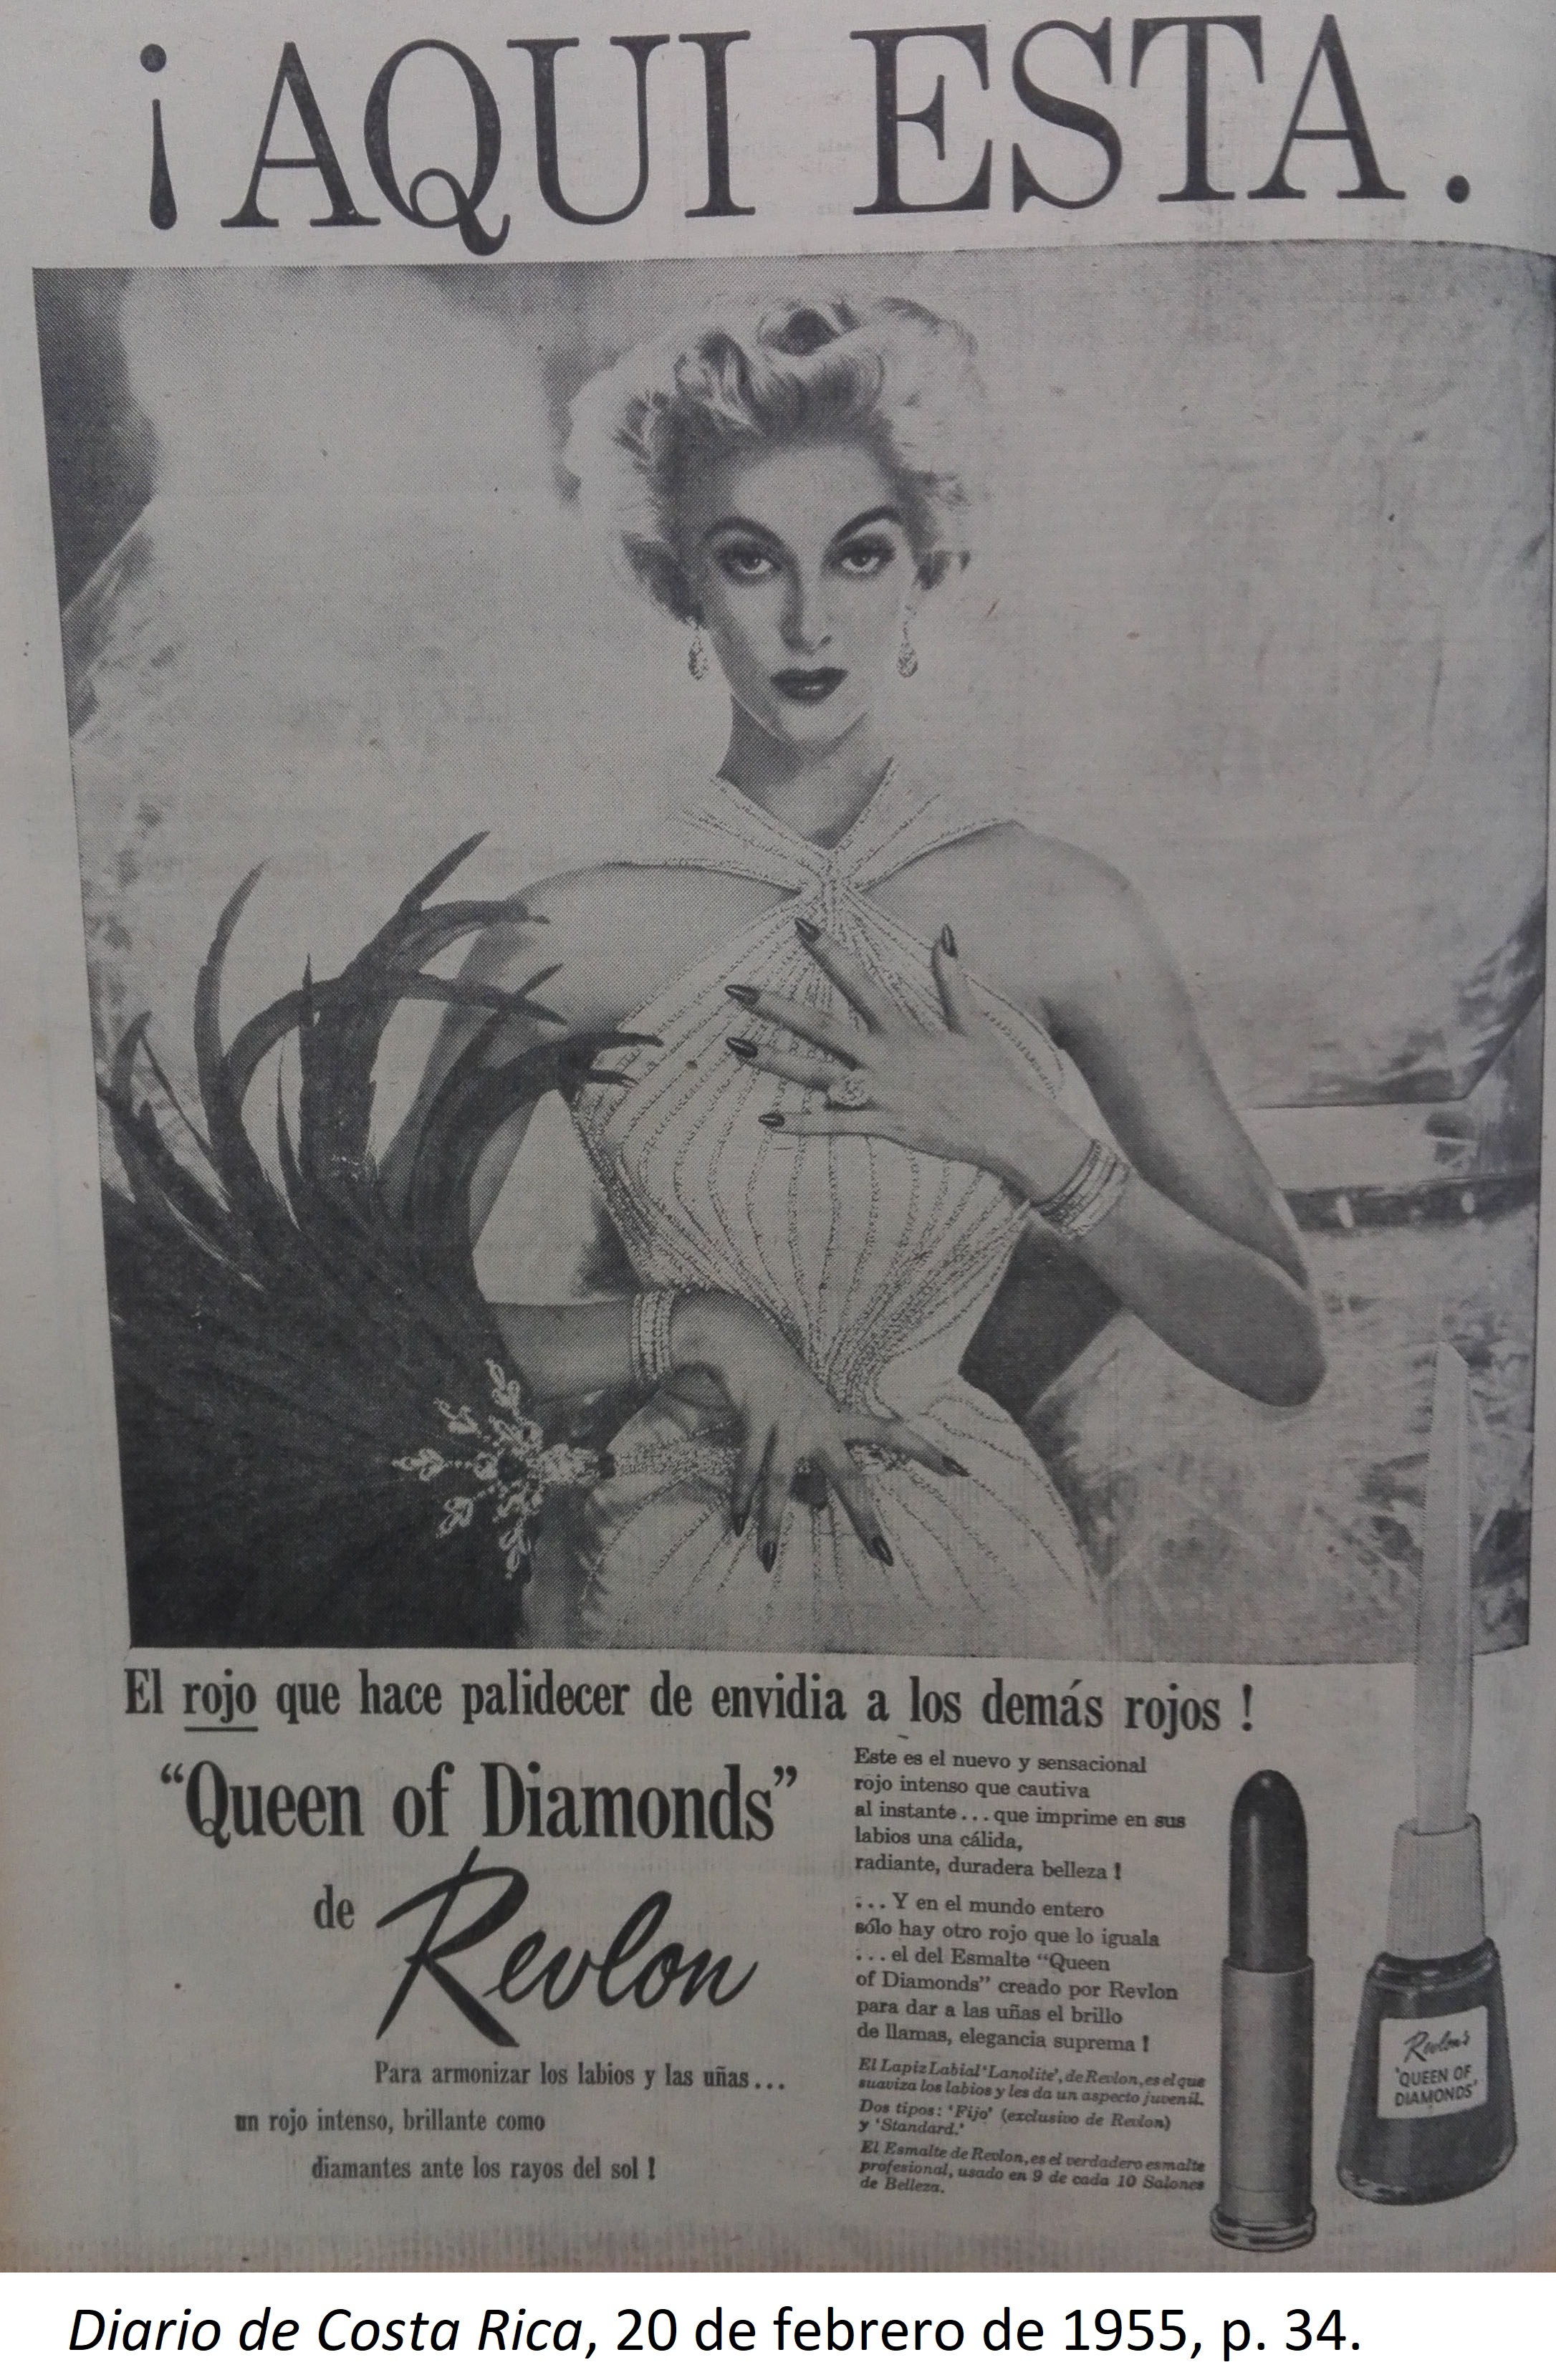 ¡AQUI ESTA.
El rojo que hace palidecer de envidia a los demás rojos !
“Queen of Diamonds”
de Revlon
Para armonizar los labios y las uñas...
un rojo intenso, brillante como
diamantes ante los rayos del sol !
Este es el nuevo y sensacional
rojo intenso que cautiva
al instante...que imprime en sus
labios una cálida,
radiante, duradera belleza !
...Y en el mundo entero
sólo hay otro rojo que lo iguala
...el del Esmalte “Queen
of Diamonds” creado por Revlon
para dar a las uñas el brillo
de llamas, elegancia suprema !
El Lapiz Labial ‘Lanolite’, de Revlon, es el que
suaviza los labios y les da un aspecto juvenil.
Dos tipos: ‘Fijo’ (exclusivo de Revlon)
y ‘Standard.’
El Esmalte de Revlon, es el verdadero esmalte
profesional, usado en 9 de cada 10 Salones
de Belleza.
Revlon's
‘QUEEN OF
DIAMONDS’
Diario de Costa Rica, 20 de febrero de 1955, p. 34.